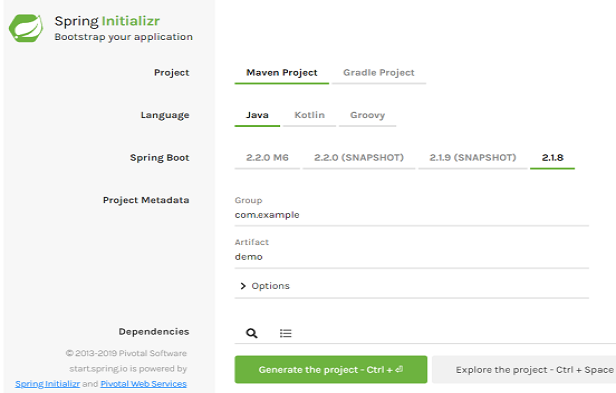 Spring Initializr
Bootstrap your application
Project
Maven Project Gradle Project
Language
Java Kotlin Groovy
Spring Boot
2.2.0 M6 2.2.0 (SNAPSHOT) 2.1.9 (SNAPSHOT) 2.1.8
Project Metadata
Group
com.example
Artifact
demo
Options
Dependencies
© 2013-2019 Pivotal Software
start.spring.io is powered by
Spring Initializr and Pivotal Web Services
Generate the project - Ctrl + ⏎
Explore the project - Ctrl + Space